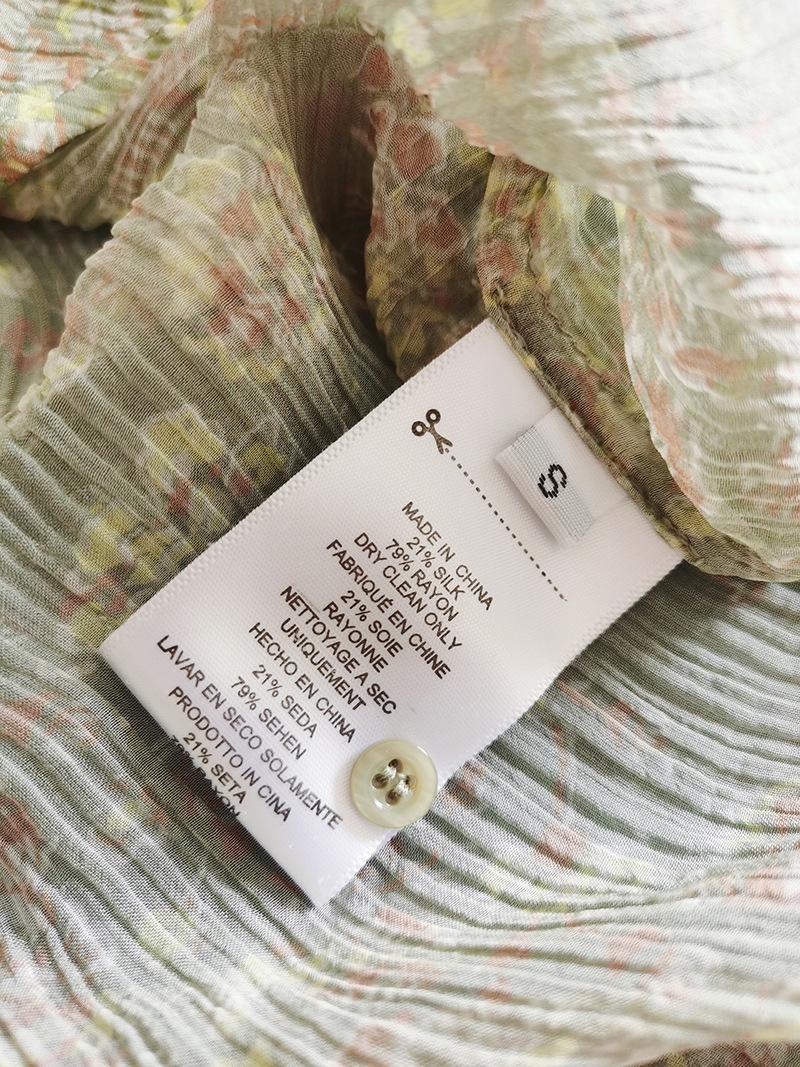 S
MADE IN CHINA
21% SILK
79% RAYON
DRY CLEAN ONLY
FABRIQUÉ EN CHINE
21% SOIE
RAYONNE
NETTOYAGE A SEC
UNIQUEMENT
HECHO EN CHINA
21% SEDA
79% SEHEN
LAVAR EN SECO SOLAMENTE
PRODOTTO IN CINA
21% SETA